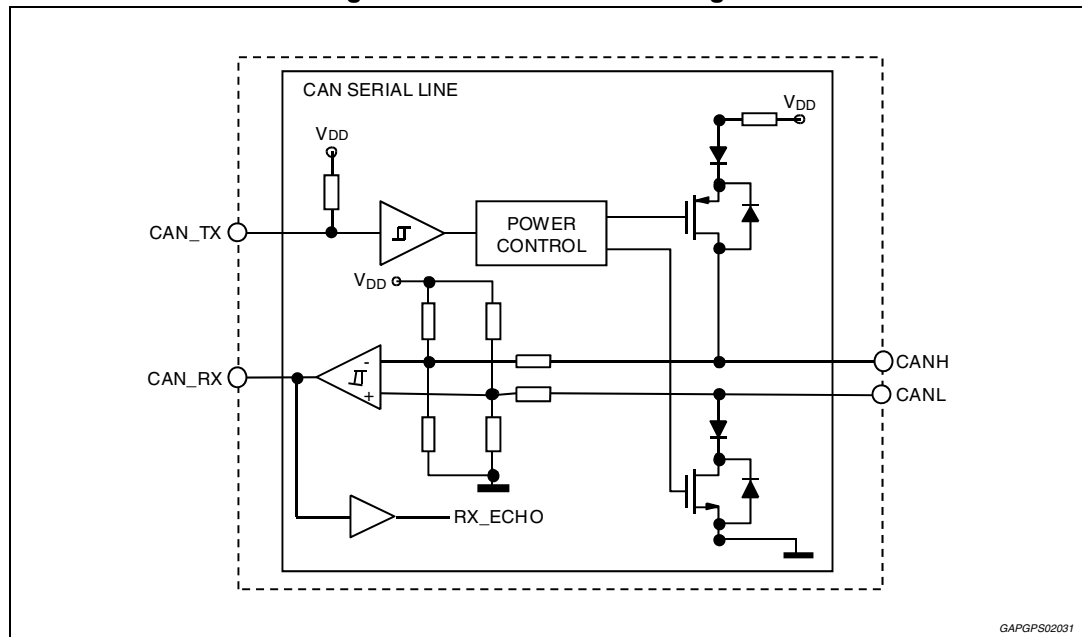 CAN SERIAL LINE
VDD
VDD
CAN_TX
POWER
CONTROL
VDD
-
CAN_RX
+
CANH
CANL
RX_ECHO
GAPGPS02031